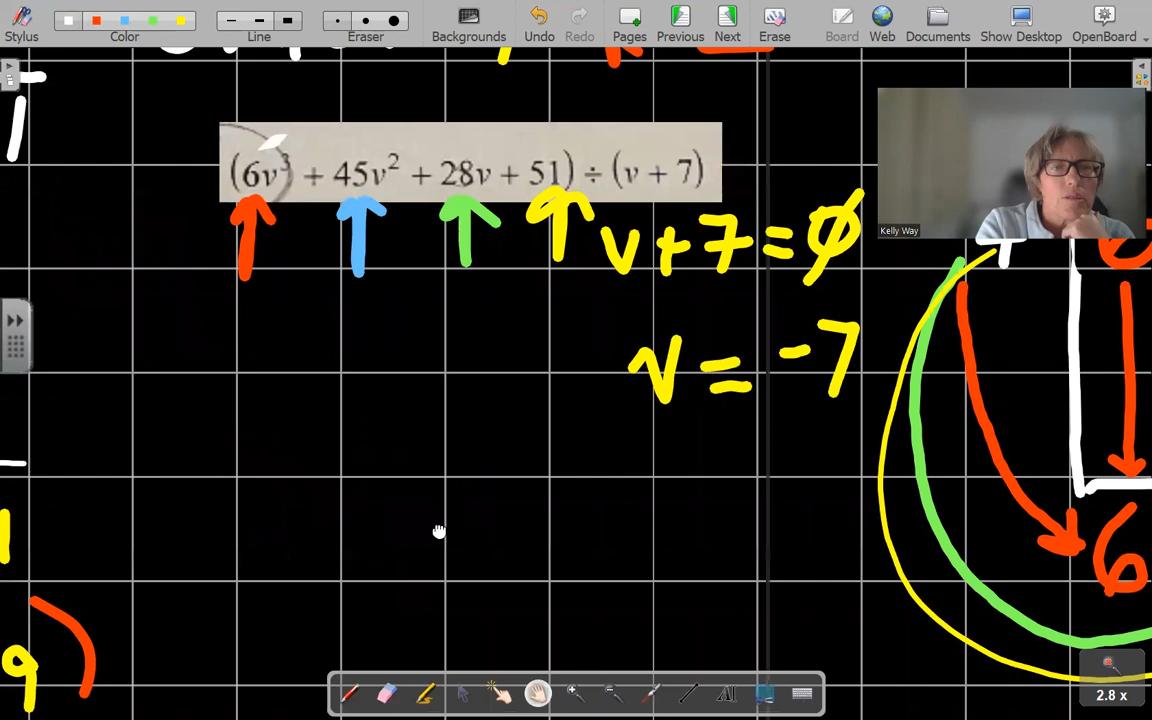 Stylus Color Line Eraser Backgrounds Undo Redo Pages Previous Next Erase Board Web Documents Show Desktop OpenBoard
(6v³ + 45v² + 28v + 51) ÷ (v + 7)
Kelly Way
v+7=0
v=-7
6
9
2.8 x